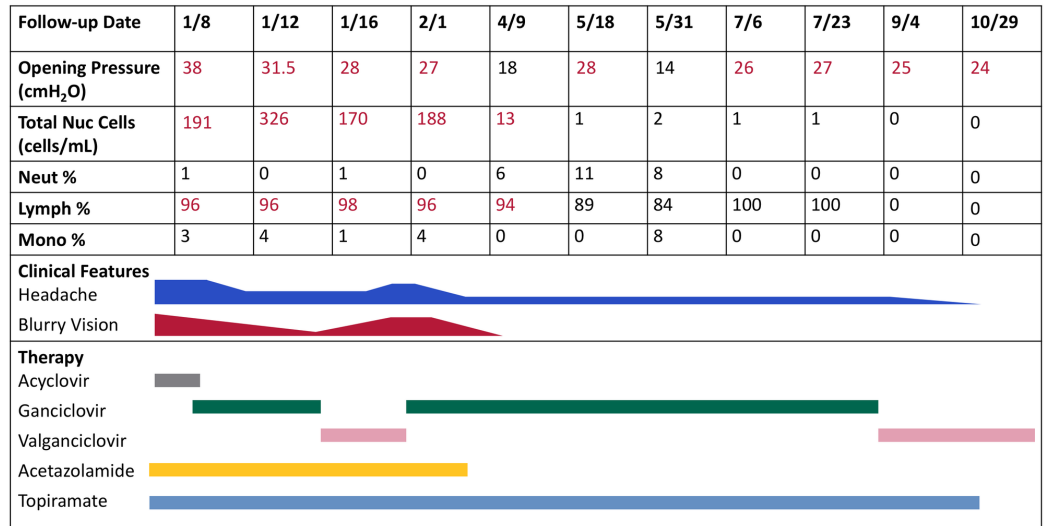 Follow-up Date 1/8 1/12 1/16 2/1 4/9 5/18 5/31 7/6 7/23 9/4 10/29
Opening Pressure (cmH₂O) 38 31.5 28 27 18 28 14 26 27 25 24
Total Nuc Cells (cells/mL) 191 326 170 188 13 1 2 1 1 0 0
Neut % 1 0 1 0 6 11 8 0 0 0 0
Lymph % 96 96 98 96 94 89 84 100 100 0 0
Mono % 3 4 1 4 0 0 8 0 0 0 0
Clinical Features
Headache
Blurry Vision
Therapy
Acyclovir
Ganciclovir
Valganciclovir
Acetazolamide
Topiramate